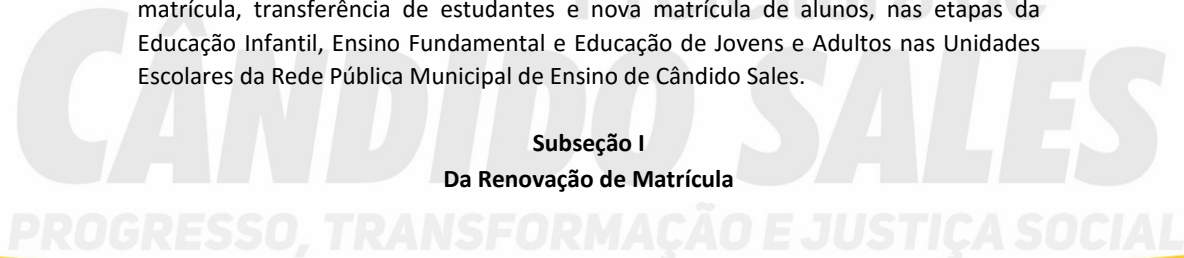 matrícula, transferência de estudantes e nova matrícula de alunos, nas etapas da
Educação Infantil, Ensino Fundamental e Educação de Jovens e Adultos nas Unidades
Escolares da Rede Pública Municipal de Ensino de Cândido Sales.
CÂNDIDO SALES
Subseção I
Da Renovação de Matrícula
PROGRESSO, TRANSFORMAÇÃO E JUSTIÇA SOCIAL